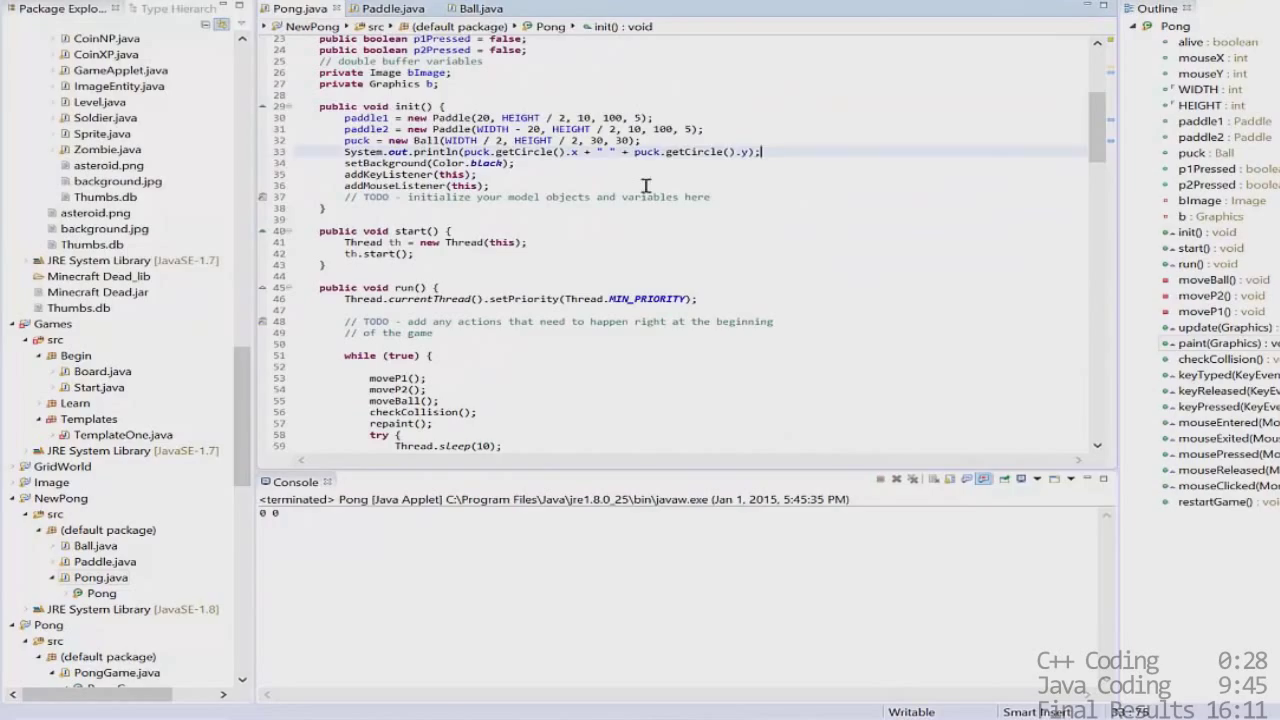 Package Explo...
Type Hierarch
CoinNP.java
CoinXP.java
GameApplet.java
ImageEntity.java
Level.java
Soldier.java
Sprite.java
Zombie.java
asteroid.png
background.jpg
Thumbs.db
asteroid.png
background.jpg
Thumbs.db
JRE System Library [JavaSE-1.7]
Minecraft Dead_lib
Minecraft Dead.jar
Thumbs.db
Games
src
Begin
Board.java
Start.java
Learn
Templates
TemplateOne.java
JRE System Library [JavaSE-1.7]
GridWorld
Image
NewPong
src
(default package)
Ball.java
Paddle.java
Pong.java
Pong
JRE System Library [JavaSE-1.8]
Pong
src
(default package)
PongGame.java
Pong.java Paddle.java Ball.java
NewPong src (default package) Pong init() : void
23 public boolean p1Pressed = false;
24 public boolean p2Pressed = false;
25 // double buffer variables
26 private Image bImage;
27 private Graphics b;
28
29 public void init() {
30 paddle1 = new Paddle(20, HEIGHT / 2, 10, 100, 5);
31 paddle2 = new Paddle(WIDTH - 20, HEIGHT / 2, 10, 100, 5);
32 puck = new Ball(WIDTH / 2, HEIGHT / 2, 30, 30);
33 System.out.println(puck.getCircle().x + " " + puck.getCircle().y);
34 setBackground(Color.black);
35 addKeyListener(this);
36 addMouseListener(this);
37 // TODO - initialize your model objects and variables here
38 }
39
40 public void start() {
41 Thread th = new Thread(this);
42 th.start();
43 }
44
45 public void run() {
46 Thread.currentThread().setPriority(Thread.MIN_PRIORITY);
47
48 // TODO - add any actions that need to happen right at the beginning
49 // of the game
50
51 while (true) {
52
53 moveP1();
54 moveP2();
55 moveBall();
56 checkCollision();
57 repaint();
58 try {
59 Thread.sleep(10);
Console
<terminated> Pong [Java Applet] C:\Program Files\Java\jre1.8.0_25\bin\javaw.exe (Jan 1, 2015, 5:45:35 PM)
0 0
Outline
Pong
alive : boolean
mouseX : int
mouseY : int
WIDTH : int
HEIGHT : int
paddle1 : Paddle
paddle2 : Paddle
puck : Ball
p1Pressed : boolean
p2Pressed : boolean
bImage : Image
b : Graphics
init() : void
start() : void
run() : void
moveBall() : void
moveP2() : void
moveP1() : void
update(Graphics) :
paint(Graphics) : vo
checkCollision() : vo
keyTyped(KeyEven
keyReleased(KeyEv
keyPressed(KeyEve
mouseEntered(Mo
mouseExited(Mou
mousePressed(Mo
mouseReleased(Mo
mouseClicked(Mo
restartGame() : voi
C++ Coding 0:28
Java Coding 9:45
Final Results 16:11
Writable Smart Insert